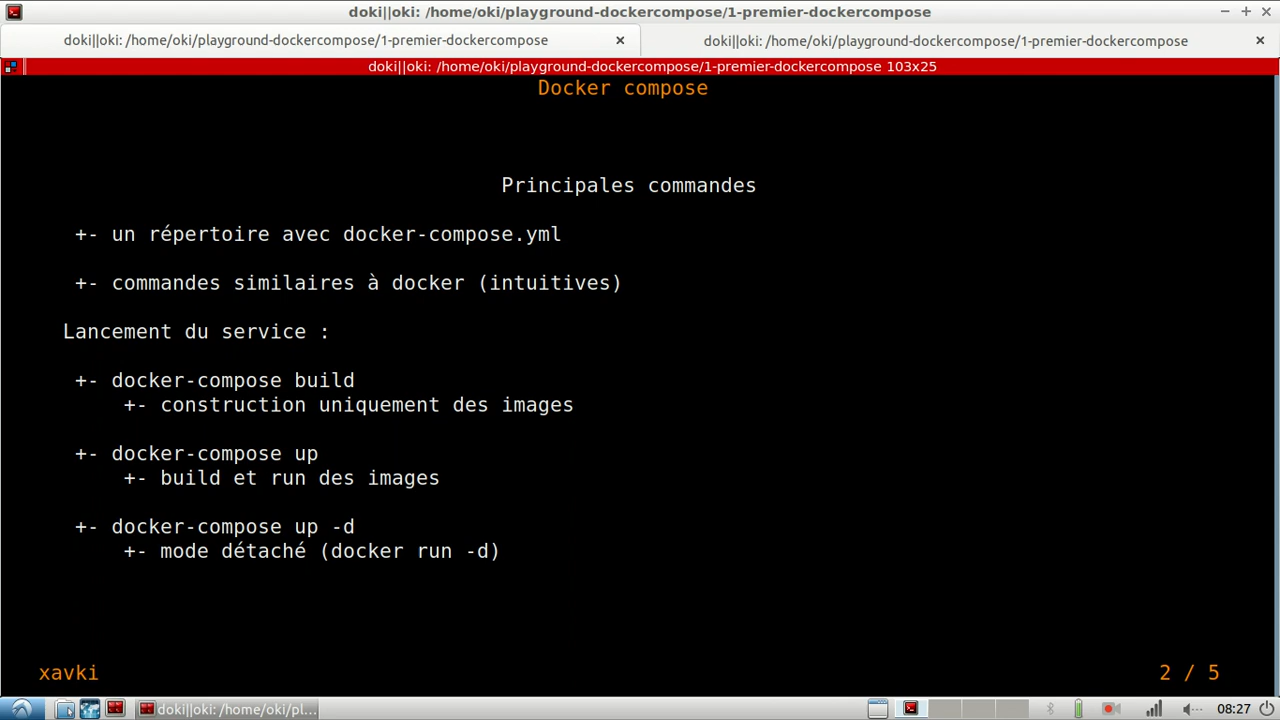 doki||oki: /home/oki/playground-dockercompose/1-premier-dockercompose
doki||oki: /home/oki/playground-dockercompose/1-premier-dockercompose
doki||oki: /home/oki/playground-dockercompose/1-premier-dockercompose
doki||oki: /home/oki/playground-dockercompose/1-premier-dockercompose 103x25
Docker compose
Principales commandes
+- un répertoire avec docker-compose.yml
+- commandes similaires à docker (intuitives)
Lancement du service :
+- docker-compose build
+- construction uniquement des images
+- docker-compose up
+- build et run des images
+- docker-compose up -d
+- mode détaché (docker run -d)
xavki
2 / 5
doki||oki: /home/oki/pl...
08:27